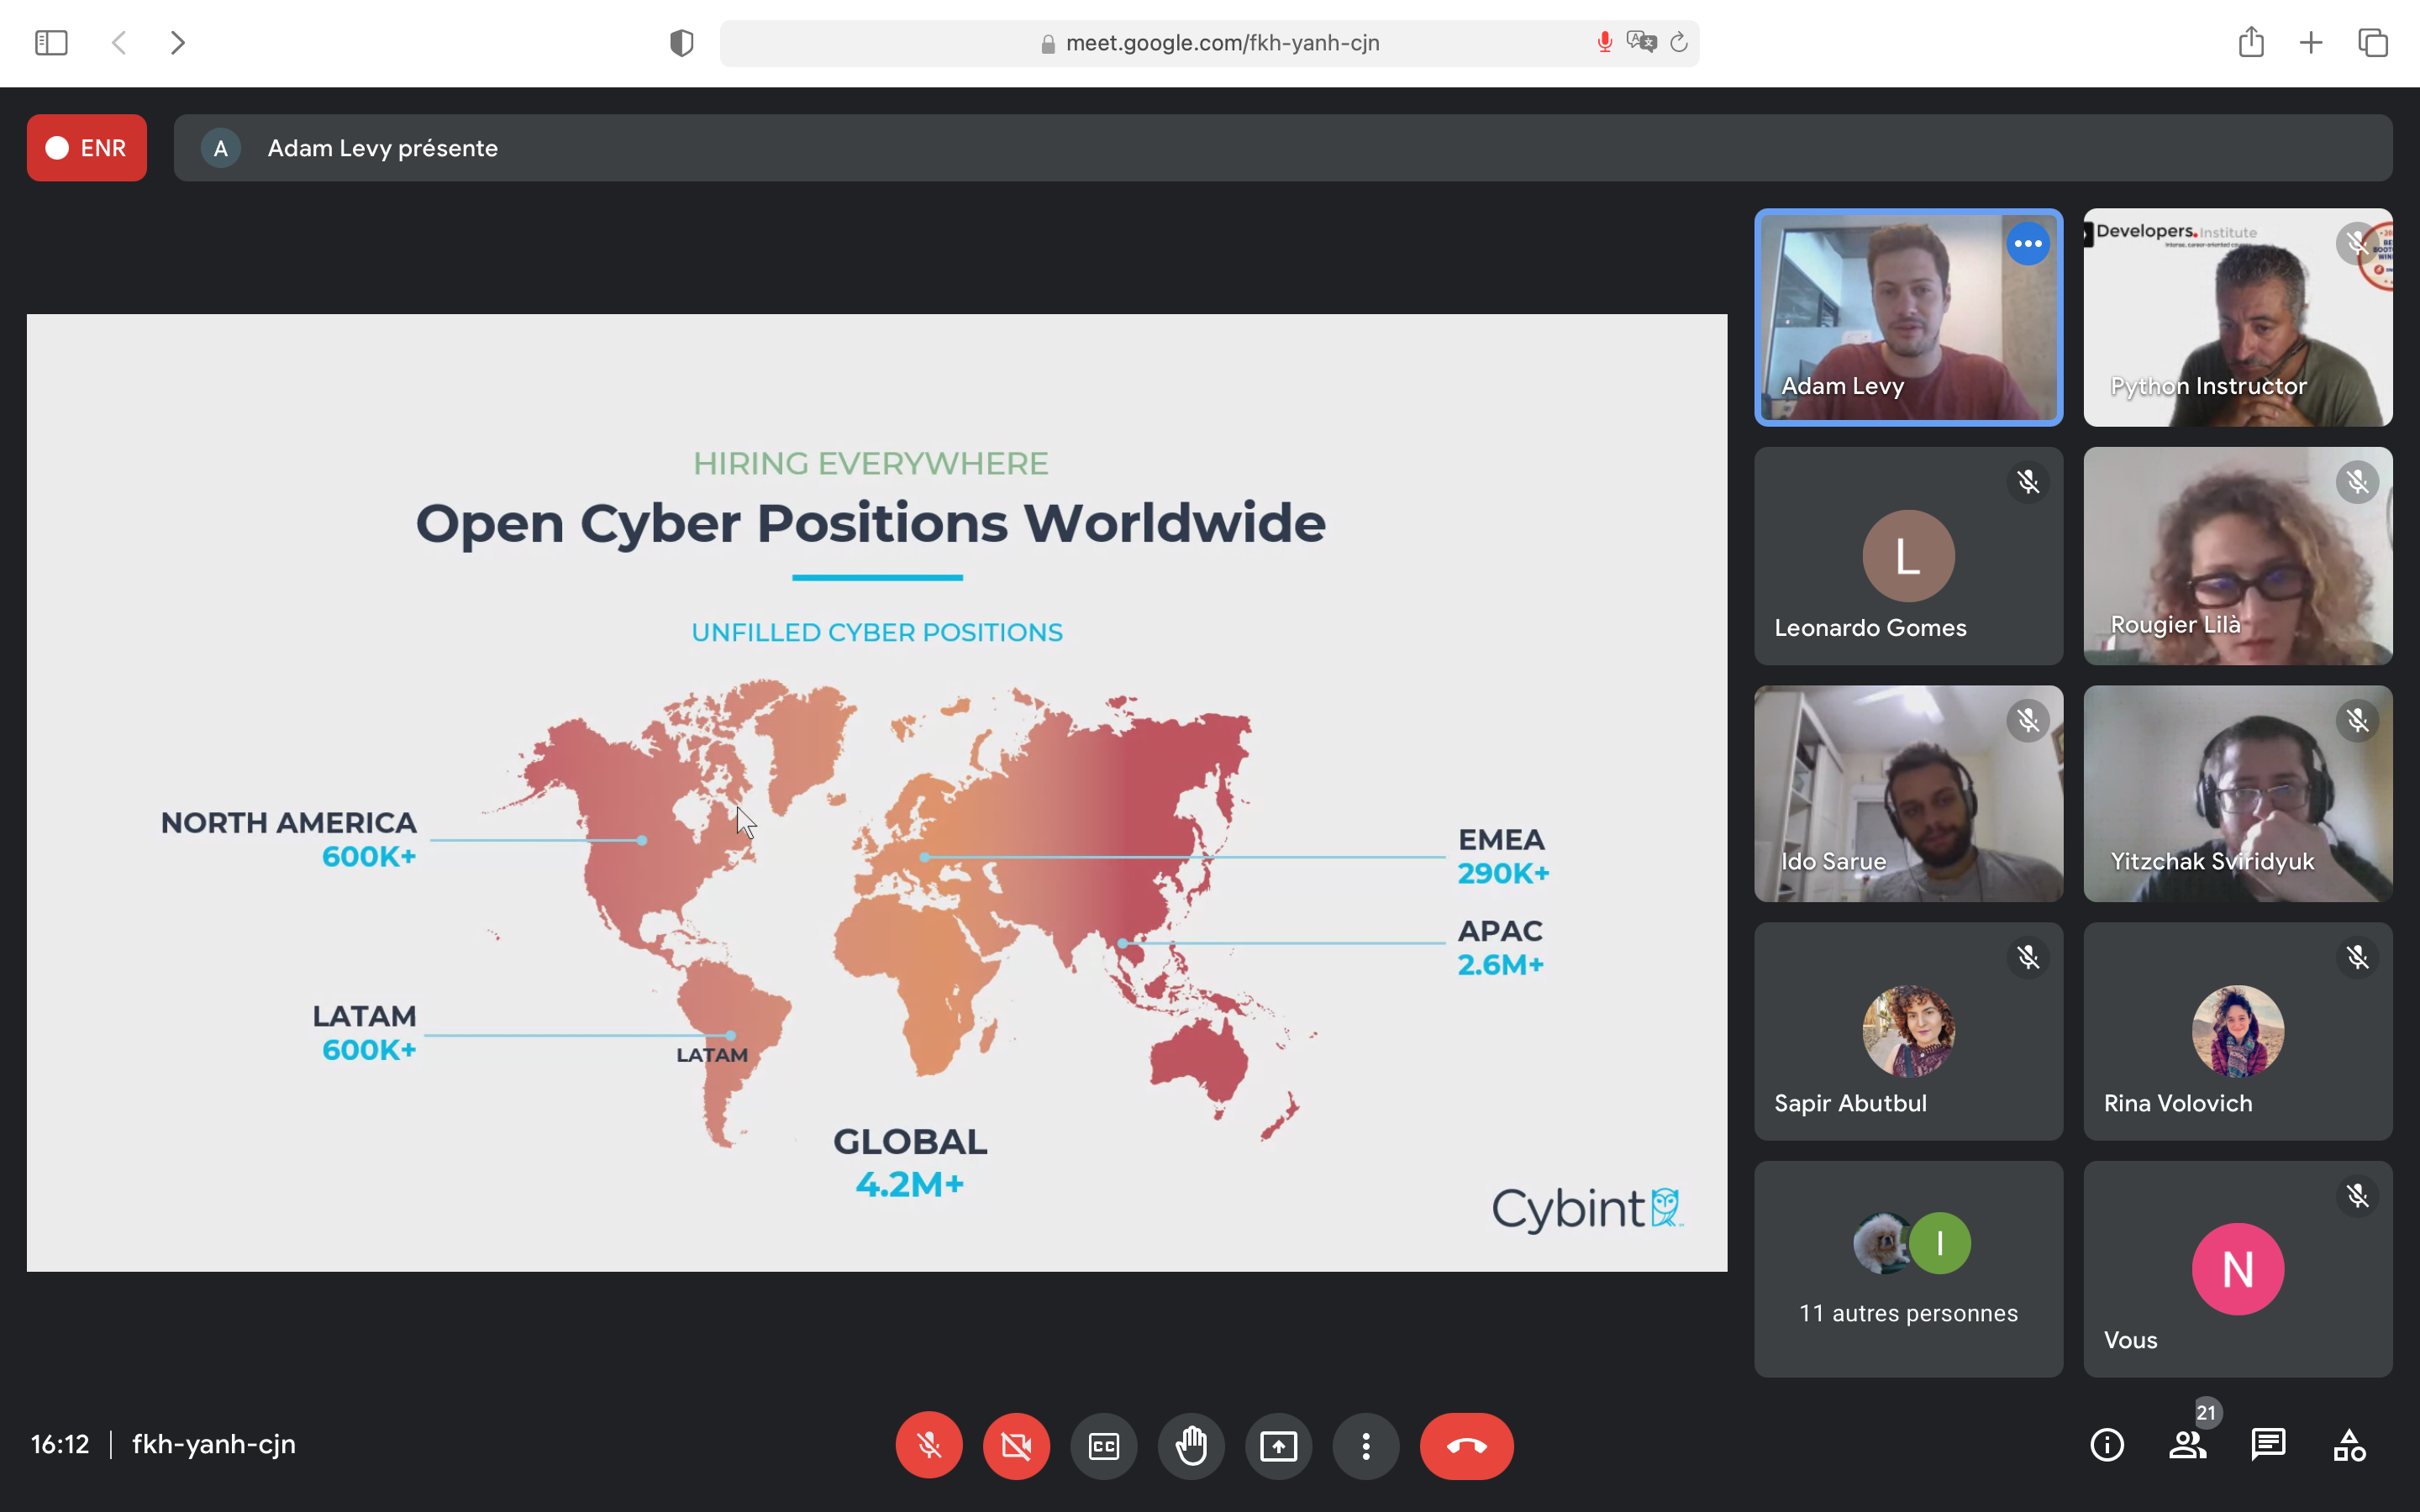 meet.google.com/fkh-yanh-cjn
ENR
A
Adam Levy présente
HIRING EVERYWHERE
Open Cyber Positions Worldwide
UNFILLED CYBER POSITIONS
NORTH AMERICA
600K+
LATAM
600K+
LATAM
EMEA
290K+
APAC
2.6M+
GLOBAL
4.2M+
Cybint
Adam Levy
Developers.Institute
Python Instructor
L
Leonardo Gomes
Rougier Lilà
Ido Sarue
Yitzchak Sviridyuk
Sapir Abutbul
Rina Volovich
I
11 autres personnes
N
Vous
16:12
fkh-yanh-cjn
CC
21